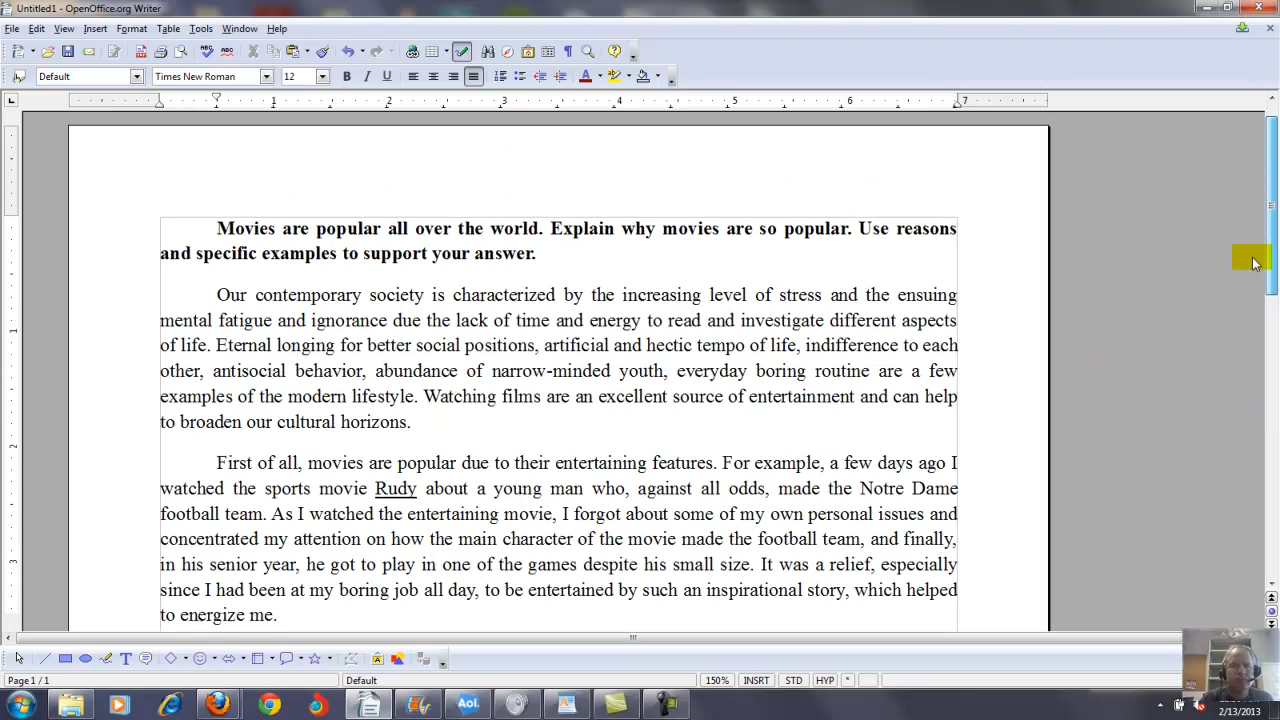 Untitled1 - OpenOffice.org Writer
File Edit View Insert Format Table Tools Window Help
Default Times New Roman 12
1 2 3 4 5 6 7
Movies are popular all over the world. Explain why movies are so popular. Use reasons
and specific examples to support your answer.
Our contemporary society is characterized by the increasing level of stress and the ensuing
mental fatigue and ignorance due the lack of time and energy to read and investigate different aspects
of life. Eternal longing for better social positions, artificial and hectic tempo of life, indifference to each
other, antisocial behavior, abundance of narrow-minded youth, everyday boring routine are a few
examples of the modern lifestyle. Watching films are an excellent source of entertainment and can help
to broaden our cultural horizons.
First of all, movies are popular due to their entertaining features. For example, a few days ago I
watched the sports movie Rudy about a young man who, against all odds, made the Notre Dame
football team. As I watched the entertaining movie, I forgot about some of my own personal issues and
concentrated my attention on how the main character of the movie made the football team, and finally,
in his senior year, he got to play in one of the games despite his small size. It was a relief, especially
since I had been at my boring job all day, to be entertained by such an inspirational story, which helped
to energize me.
Page 1 / 1 Default 150% INSRT STD HYP *
Aol.
2/13/2013